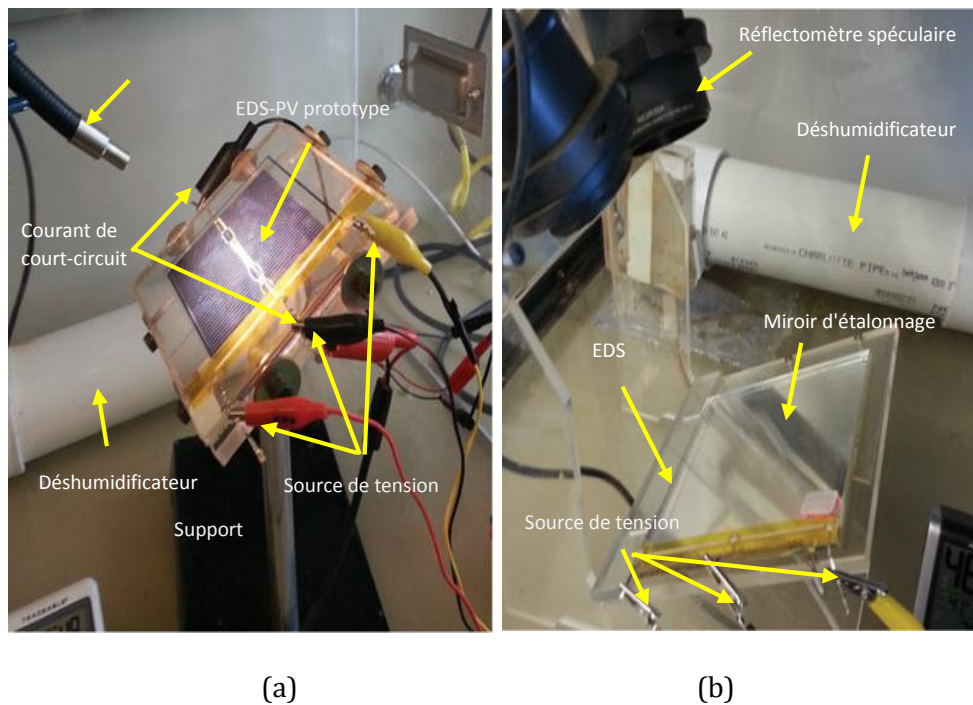 EDS-PV prototype
Courant de
court-circuit
Déshumidificateur
Source de tension
Support
TRACEABLE
Réflectomètre spéculaire
Déshumidificateur
CHARLOTTE PIPE
Miroir d'étalonnage
EDS
Source de tension
(a)
(b)